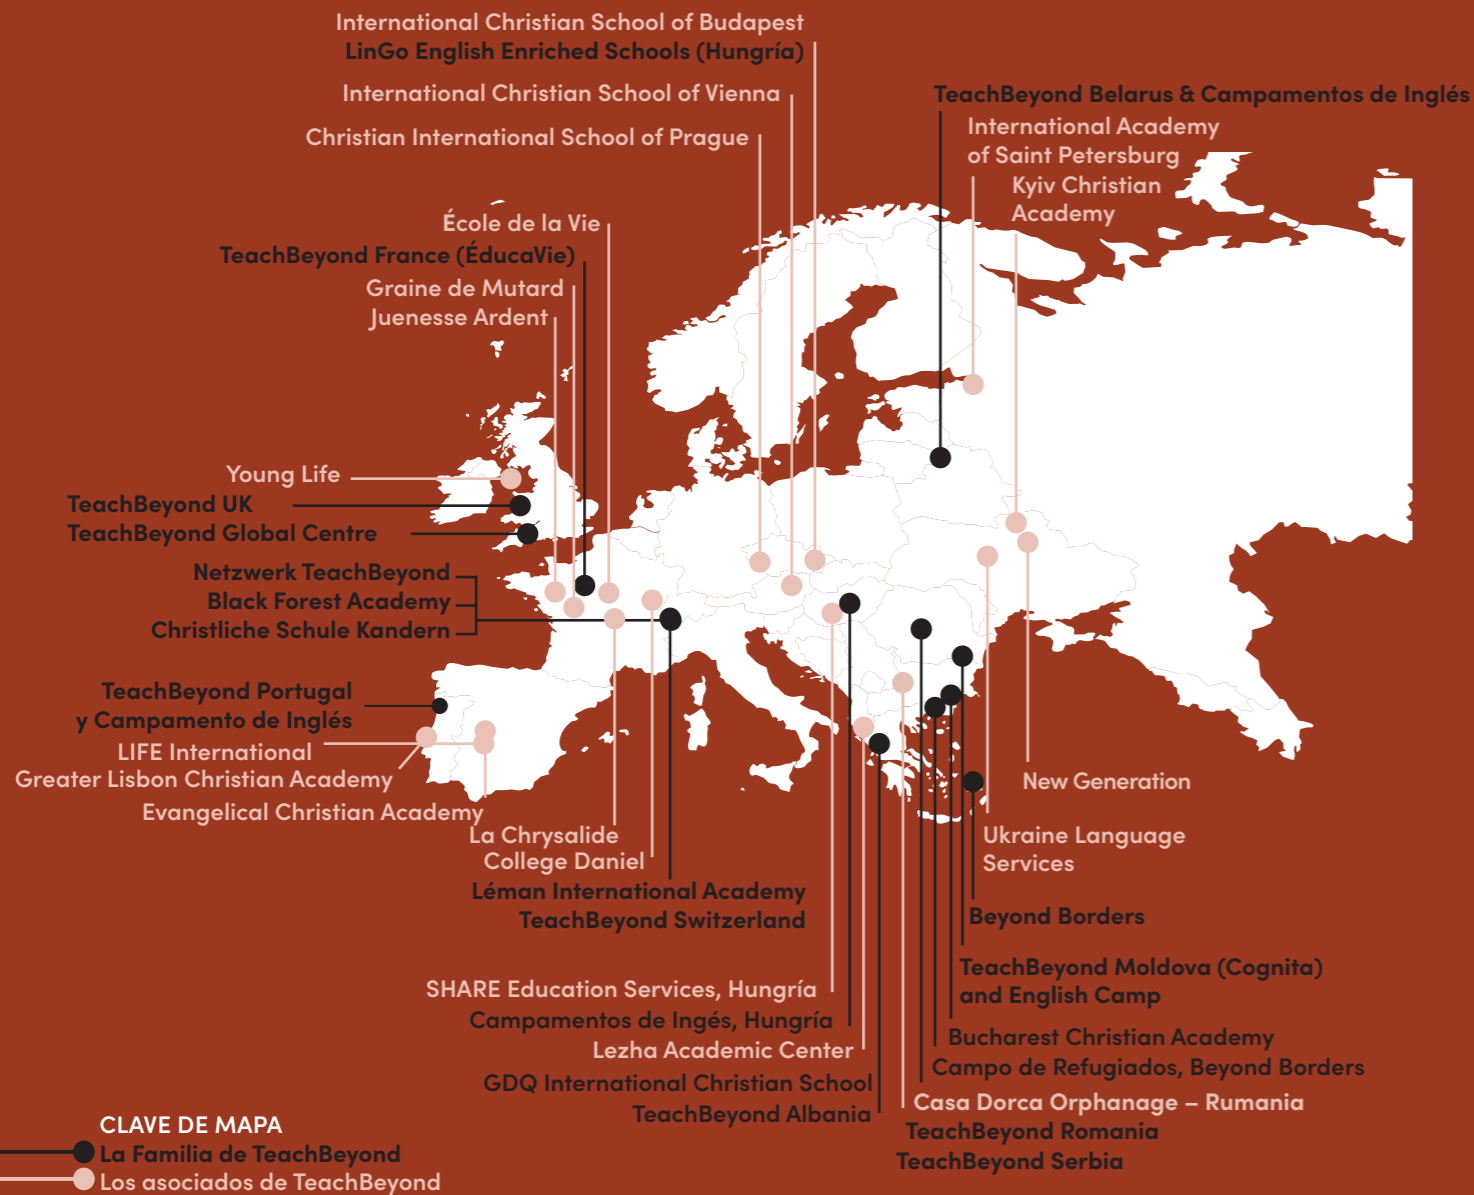 International Christian School of Budapest
LinGo English Enriched Schools (Hungría)
International Christian School of Vienna
Christian International School of Prague
TeachBeyond Belarus & Campamentos de Inglés
International Academy
of Saint Petersburg
Kyiv Christian
Academy
École de la Vie
TeachBeyond France (ÉducaVie)
Graine de Mutard
Juenesse Ardent
Young Life
TeachBeyond UK
TeachBeyond Global Centre
Netzwerk TeachBeyond
Black Forest Academy
Christliche Schule Kandern
TeachBeyond Portugal
y Campamento de Inglés
LIFE International
Greater Lisbon Christian Academy
Evangelical Christian Academy
La Chrysalide
College Daniel
Léman International Academy
TeachBeyond Switzerland
New Generation
Ukraine Language
Services
Beyond Borders
TeachBeyond Moldova (Cognita)
and English Camp
SHARE Education Services, Hungría
Campamentos de Ingés, Hungría
Lezha Academic Center
GDQ International Christian School
TeachBeyond Albania
Bucharest Christian Academy
Campo de Refugiados, Beyond Borders
Casa Dorca Orphanage – Rumania
TeachBeyond Romania
TeachBeyond Serbia
CLAVE DE MAPA
La Familia de TeachBeyond
Los asociados de TeachBeyond